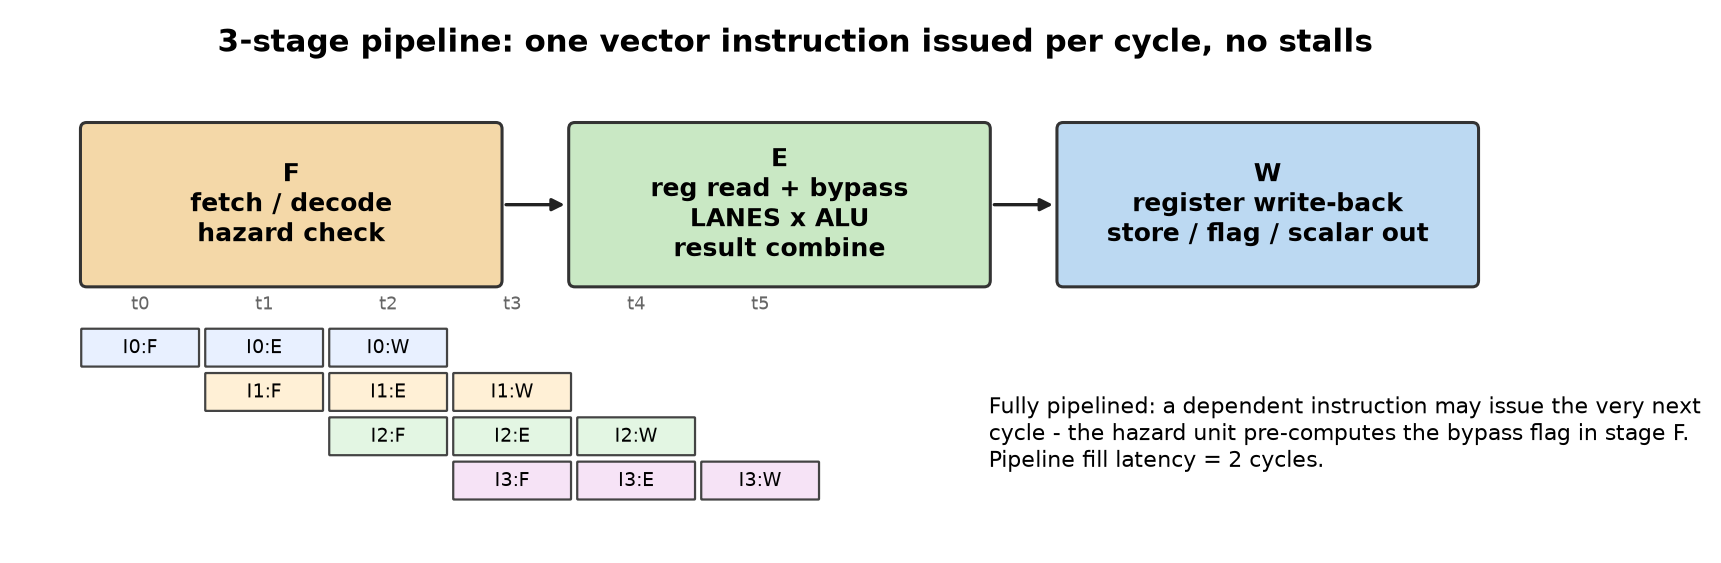 3-stage pipeline: one vector instruction issued per cycle, no stalls
F
fetch / decode
hazard check
E
reg read + bypass
LANES x ALU
result combine
W
register write-back
store / flag / scalar out
t0 t1 t2 t3 t4 t5
I0:F I0:E I0:W
I1:F I1:E I1:W
I2:F I2:E I2:W
I3:F I3:E I3:W
Fully pipelined: a dependent instruction may issue the very next
cycle - the hazard unit pre-computes the bypass flag in stage F.
Pipeline fill latency = 2 cycles.